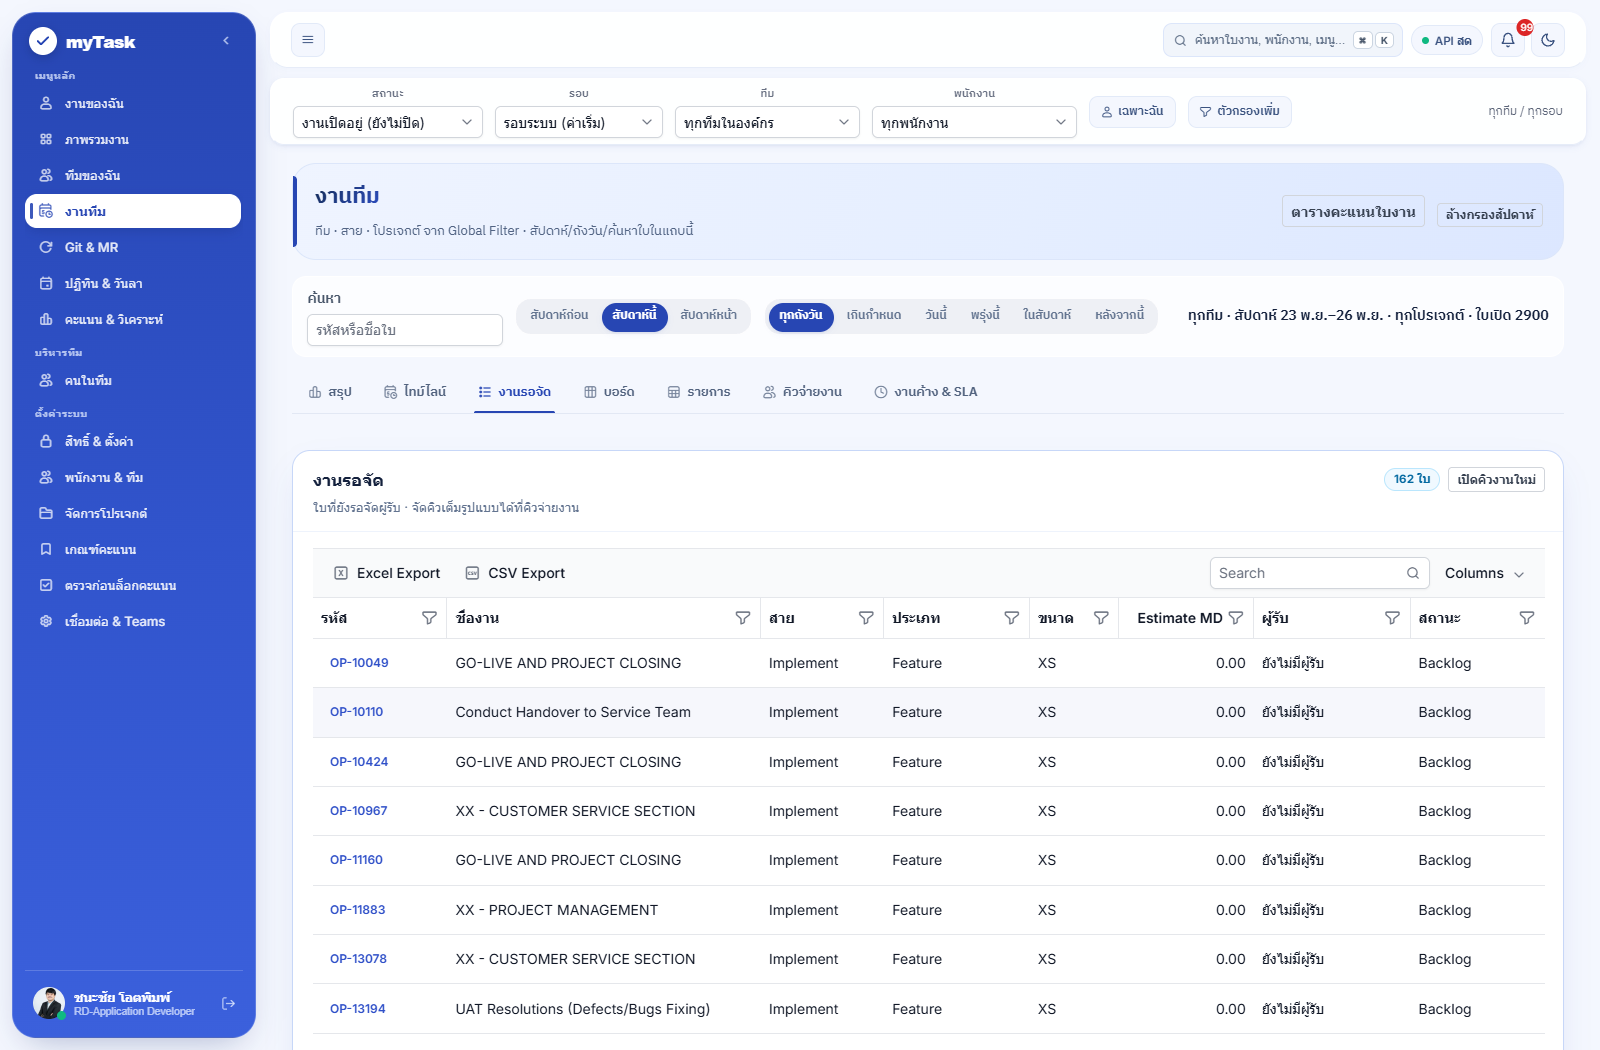 myTask
เมนูหลัก
งานของฉัน
ภาพรวมงาน
ทีมของฉัน
งานทีม
Git & MR
ปฏิทิน & วันลา
คะแนน & วิเคราะห์
บริหารทีม
คนในทีม
ตั้งค่าระบบ
สิทธิ์ & ตั้งค่า
พนักงาน & ทีม
จัดการโปรเจกต์
เกณฑ์คะแนน
ตรวจก่อนล็อกคะแนน
เชื่อมต่อ & Teams
ชนะชัย โอดพิมพ์
RD-Application Developer
ค้นหาใบงาน, พนักงาน, เมนู... ⌘ K
API สด
99
สถานะ รอบ ทีม พนักงาน
งานเปิดอยู่ (ยังไม่ปิด) รอบระบบ (ค่าเริ่ม) ทุกทีมในองค์กร ทุกพนักงาน เฉพาะฉัน ตัวกรองเพิ่ม ทุกทีม / ทุกรอบ
งานทีม
ทีม · สาย · โปรเจกต์ จาก Global Filter · สัปดาห์/ถังวัน/ค้นหาใบในแถบนี้
ตารางคะแนนใบงาน ล้างกรองสัปดาห์
ค้นหา
รหัสหรือชื่อใบ
สัปดาห์ก่อน สัปดาห์นี้ สัปดาห์หน้า
ทุกถังวัน เกินกำหนด วันนี้ พรุ่งนี้ ในสัปดาห์ หลังจากนี้
ทุกทีม · สัปดาห์ 23 พ.ย.–26 พ.ย. · ทุกโปรเจกต์ · ใบเปิด 2900
สรุป ไทม์ไลน์ งานรอจัด บอร์ด รายการ คิวจ่ายงาน งานค้าง & SLA
งานรอจัด
ใบที่ยังรอจัดผู้รับ · จัดคิวเต็มรูปแบบได้ที่คิวจ่ายงาน
162 ใบ เปิดคิวงานใหม่
Excel Export CSV Export Search Columns
รหัส ชื่องาน สาย ประเภท ขนาด Estimate MD ผู้รับ สถานะ
OP-10049 GO-LIVE AND PROJECT CLOSING Implement Feature XS 0.00 ยังไม่มีผู้รับ Backlog
OP-10110 Conduct Handover to Service Team Implement Feature XS 0.00 ยังไม่มีผู้รับ Backlog
OP-10424 GO-LIVE AND PROJECT CLOSING Implement Feature XS 0.00 ยังไม่มีผู้รับ Backlog
OP-10967 XX - CUSTOMER SERVICE SECTION Implement Feature XS 0.00 ยังไม่มีผู้รับ Backlog
OP-11160 GO-LIVE AND PROJECT CLOSING Implement Feature XS 0.00 ยังไม่มีผู้รับ Backlog
OP-11883 XX - PROJECT MANAGEMENT Implement Feature XS 0.00 ยังไม่มีผู้รับ Backlog
OP-13078 XX - CUSTOMER SERVICE SECTION Implement Feature XS 0.00 ยังไม่มีผู้รับ Backlog
OP-13194 UAT Resolutions (Defects/Bugs Fixing) Implement Feature XS 0.00 ยังไม่มีผู้รับ Backlog